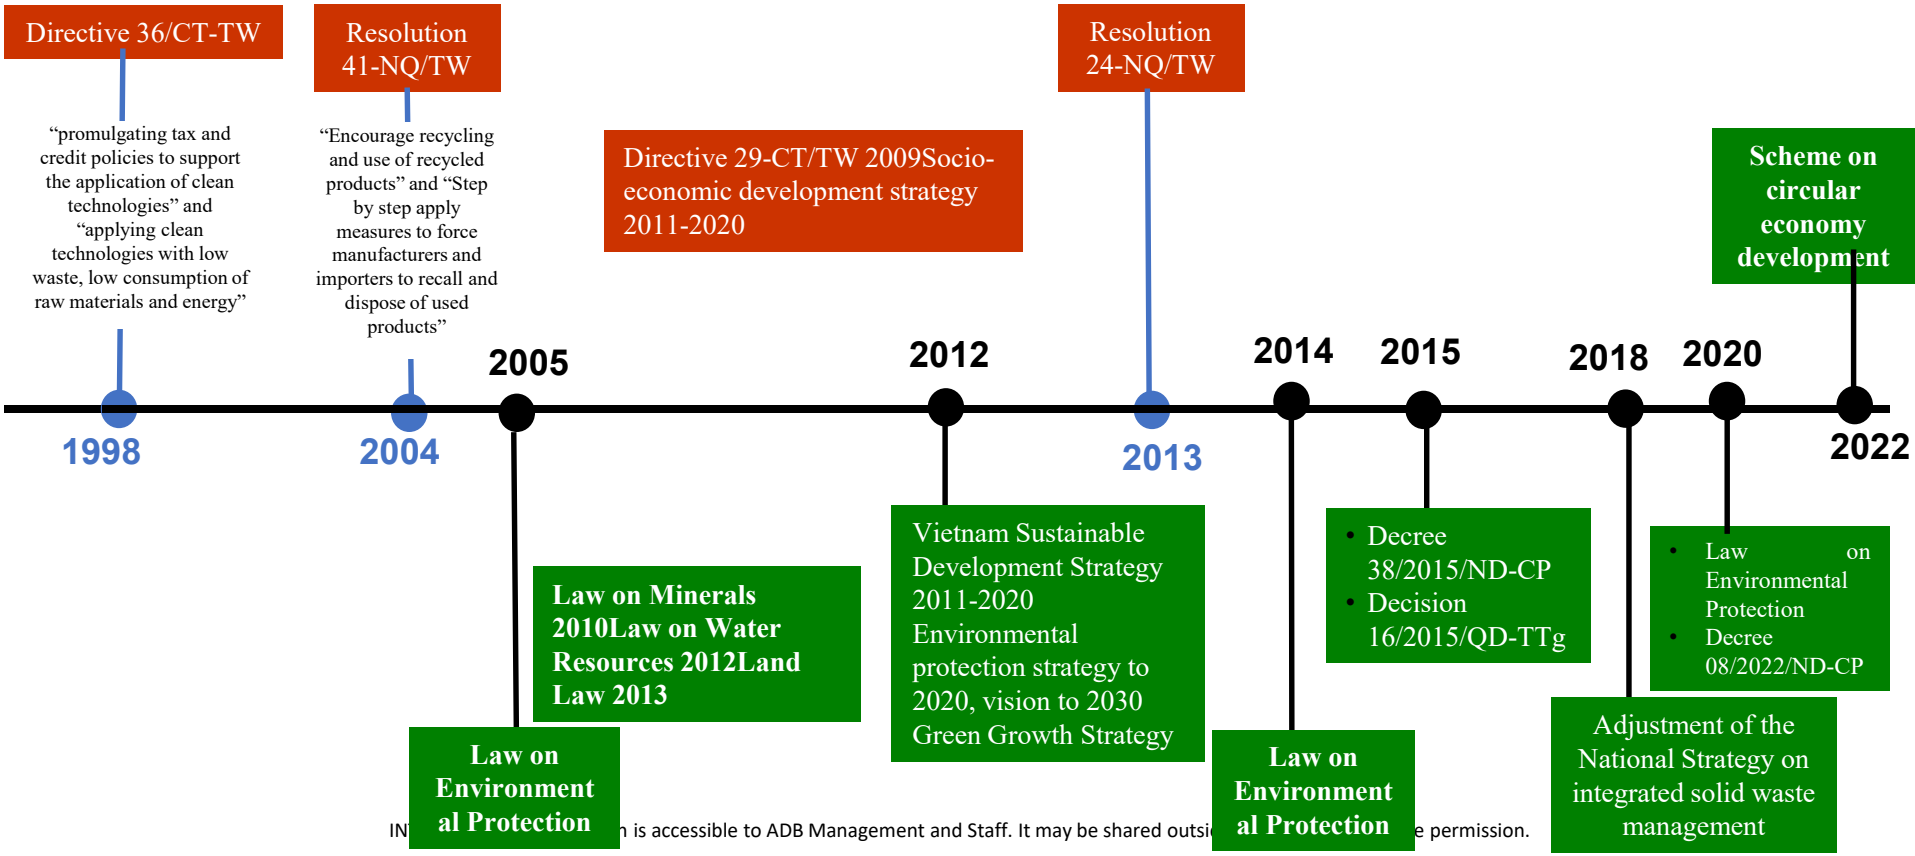 Directive 36/CT-TW
Resolution
41-NQ/TW
Resolution
24-NQ/TW
“promulgating tax and
credit policies to support
the application of clean
technologies” and
“applying clean
technologies with low
waste, low consumption of
raw materials and energy”
“Encourage recycling
and use of recycled
products” and “Step
by step apply
measures to force
manufacturers and
importers to recall and
dispose of used
products”
Directive 29-CT/TW 2009Socio-
economic development strategy
2011-2020
Scheme on
circular
economy
development
2005
2012
2014
2015
2018
2020
1998
2004
2013
2022
Law on
Environment
al Protection
Law on Minerals
2010Law on Water
Resources 2012Land
Law 2013
Vietnam Sustainable
Development Strategy
2011-2020
Environmental
protection strategy to
2020, vision to 2030
Green Growth Strategy
Law on
Environment
al Protection
• Decree
38/2015/ND-CP
• Decision
16/2015/QD-TTg
Adjustment of the
National Strategy on
integrated solid waste
management
• Law on
Environmental
Protection
• Decree
08/2022/ND-CP
is accessible to ADB Management and Staff. It may be shared permission.